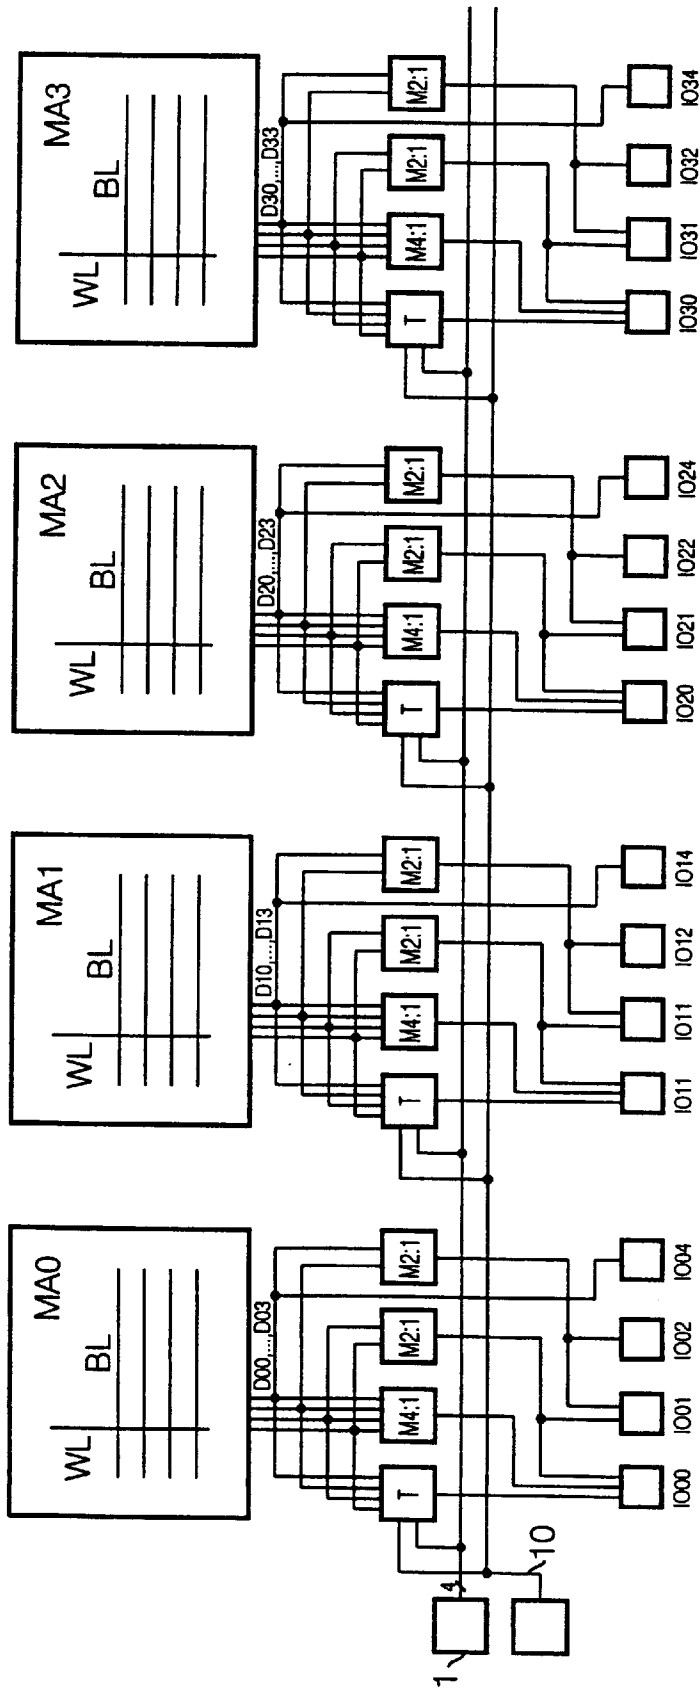 MA0
BL
WL
D00,...,D03
T
M4:1
M2:1
M2:1
IO00
IO01
IO02
IO04
1
4
10
MA1
BL
WL
D10,...,D13
T
M4:1
M2:1
M2:1
IO11
IO11
IO12
IO14
MA2
BL
WL
D20,...,D23
T
M4:1
M2:1
M2:1
IO20
IO21
IO22
IO24
MA3
BL
WL
D30,...,D33
T
M4:1
M2:1
M2:1
IO30
IO31
IO32
IO34